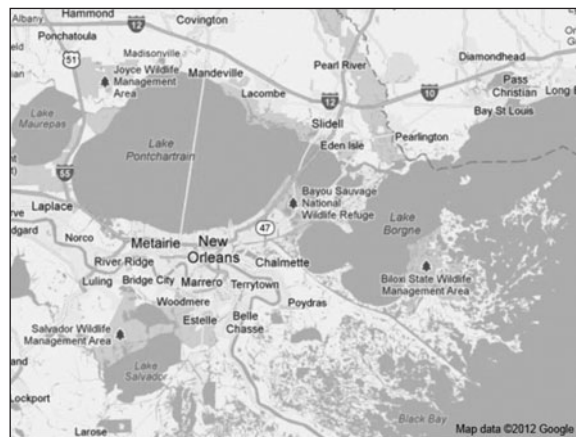 Albany
Hammond
12
Covington
Ponchatoula
51
Madisonville
Joyce Wildlife
Management
Area
Mandeville
Lacombe
Pearl River
Diamondhead
10
Pass
Christian
Long
Bay St Louis
12
Slidell
Pearlington
Eden Isle
Lake
Maurepas
Lake
Pontchartrain
55
Bayou Sauvage
National
Wildlife Refuge
Laplace
47
Lake
Borgne
Norco
Metairie
New
Orleans
River Ridge
Chalmette
Luling
Bridge City
Marrero
Terrytown
Biloxi State Wildlife
Management Area
Woodmere
Poydras
Estelle
Belle
Chasse
Salvador Wildlife
Management Area
Lake
Salvador
Lockport
Larose
Black Bay
Map data ©2012 Google